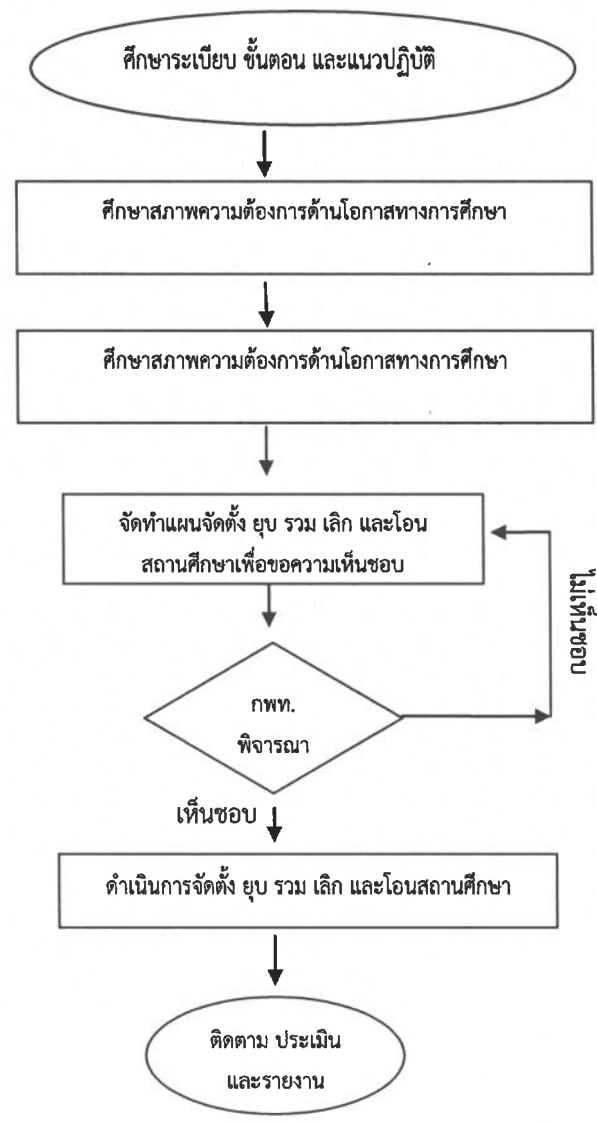 ศึกษาระเบียบ ขั้นตอน และแนวปฏิบัติ
ศึกษาสภาพความต้องการด้านโอกาสทางการศึกษา
ศึกษาสภาพความต้องการด้านโอกาสทางการศึกษา
จัดทำแผนจัดตั้ง ยุบ รวม เลิก และโอน
สถานศึกษาเพื่อขอความเห็นชอบ
ไม่เห็นชอบ
กพท.
พิจารณา
เห็นชอบ
ดำเนินการจัดตั้ง ยุบ รวม เลิก และโอนสถานศึกษา
ติดตาม ประเมิน
และรายงาน